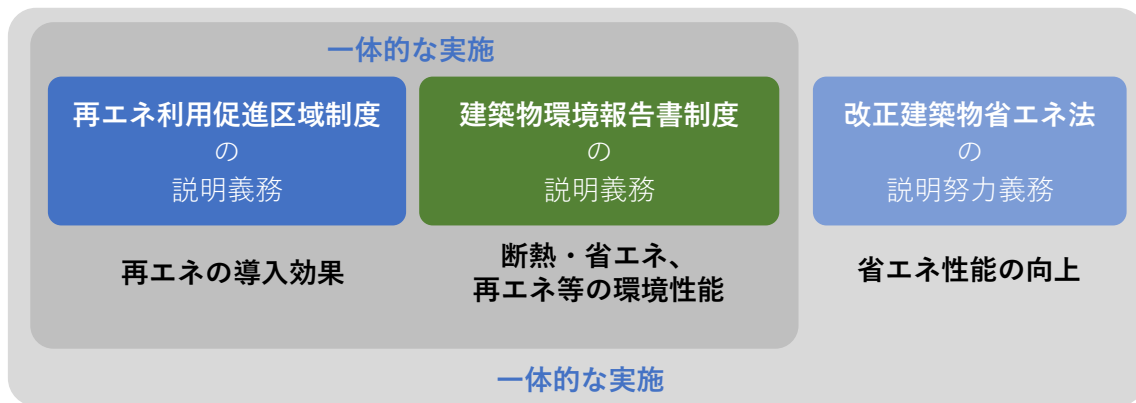 一体的な実施
再エネ利用促進区域制度
の
説明義務
建築物環境報告書制度
の
説明義務
改正建築物省エネ法
の
説明努力義務
再エネの導入効果
断熱・省エネ、
再エネ等の環境性能
省エネ性能の向上
一体的な実施